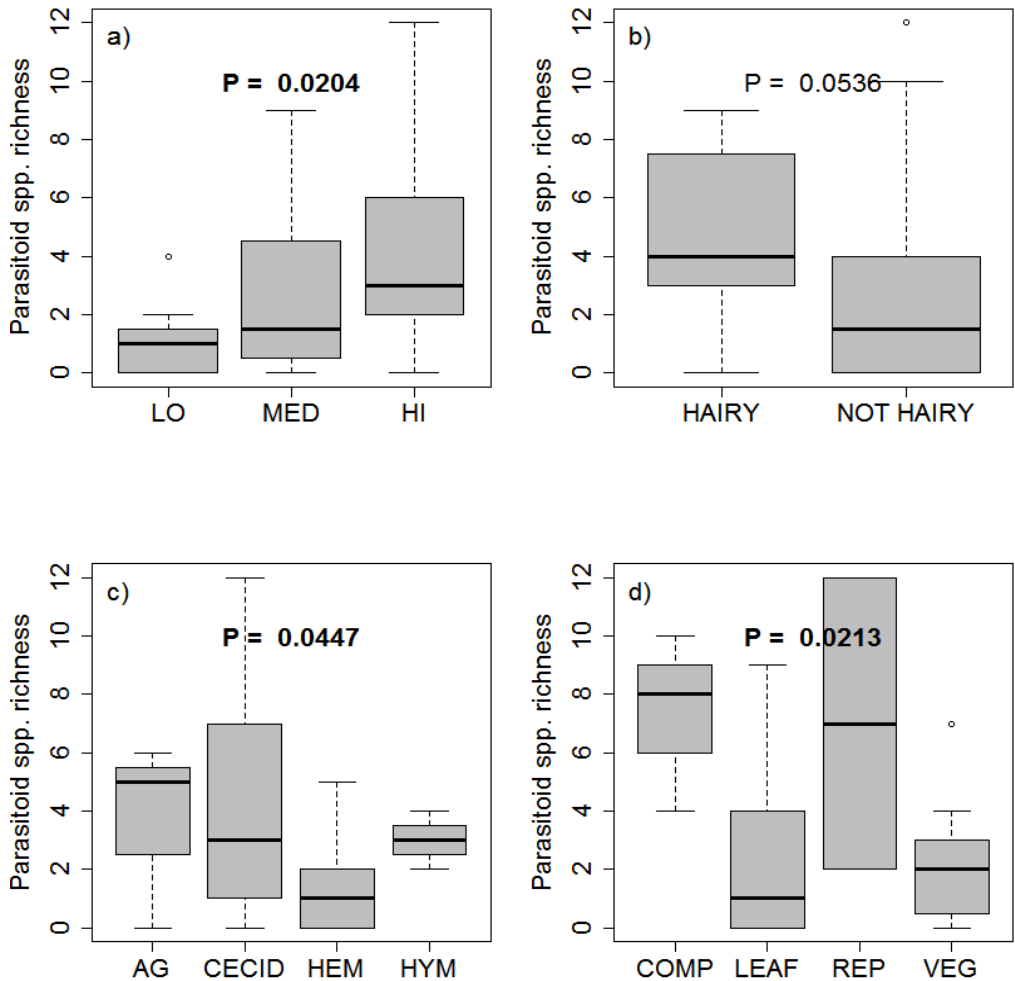 a)
P = 0.0204
Parasitoid spp. richness
12
10
8
6
4
2
0
LO MED HI
b)
P = 0.0536
Parasitoid spp. richness
12
10
8
6
4
2
0
HAIRY NOT HAIRY
c)
P = 0.0447
Parasitoid spp. richness
12
10
8
6
4
2
0
AG CECID HEM HYM
d)
P = 0.0213
Parasitoid spp. richness
12
10
8
6
4
2
0
COMP LEAF REP VEG